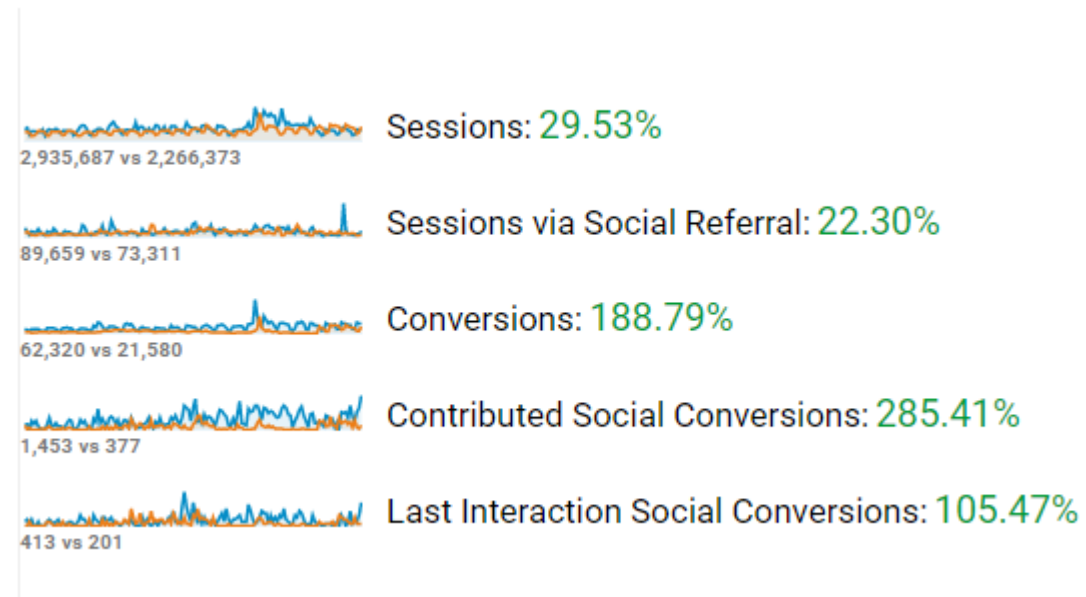 Sessions: 29.53%
2,935,687 vs 2,266,373
Sessions via Social Referral: 22.30%
89,659 vs 73,311
Conversions: 188.79%
62,320 vs 21,580
Contributed Social Conversions: 285.41%
1,453 vs 377
Last Interaction Social Conversions: 105.47%
413 vs 201